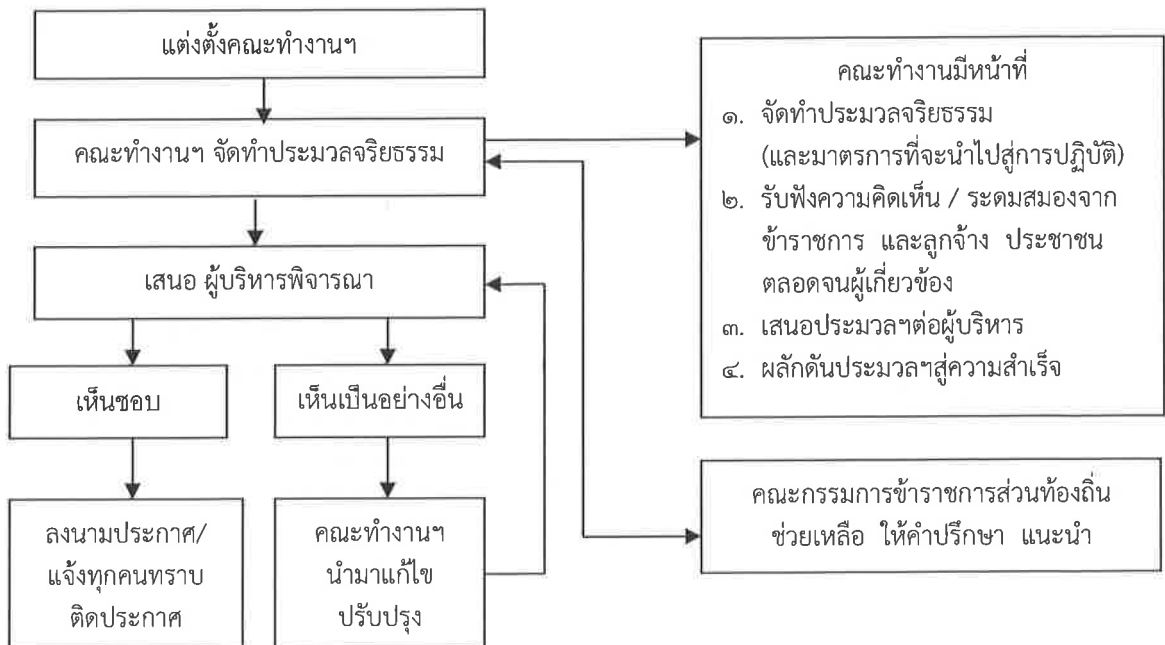 แต่งตั้งคณะทำงานฯ
คณะทำงานฯ จัดทำประมวลจริยธรรม
เสนอ ผู้บริหารพิจารณา
เห็นชอบ
เห็นเป็นอย่างอื่น
ลงนามประกาศ/
แจ้งทุกคนทราบ
ติดประกาศ
คณะทำงานฯ
นำมาแก้ไข
ปรับปรุง
คณะทำงานมีหน้าที่
๑. จัดทำประมวลจริยธรรม
(และมาตรการที่จะนำไปสู่การปฏิบัติ)
๒. รับฟังความคิดเห็น / ระดมสมองจาก
ข้าราชการ และลูกจ้าง ประชาชน
ตลอดจนผู้เกี่ยวข้อง
๓. เสนอประมวลฯต่อผู้บริหาร
๔. ผลักดันประมวลฯสู่ความสำเร็จ
คณะกรรมการข้าราชการส่วนท้องถิ่น
ช่วยเหลือ ให้คำปรึกษา แนะนำ